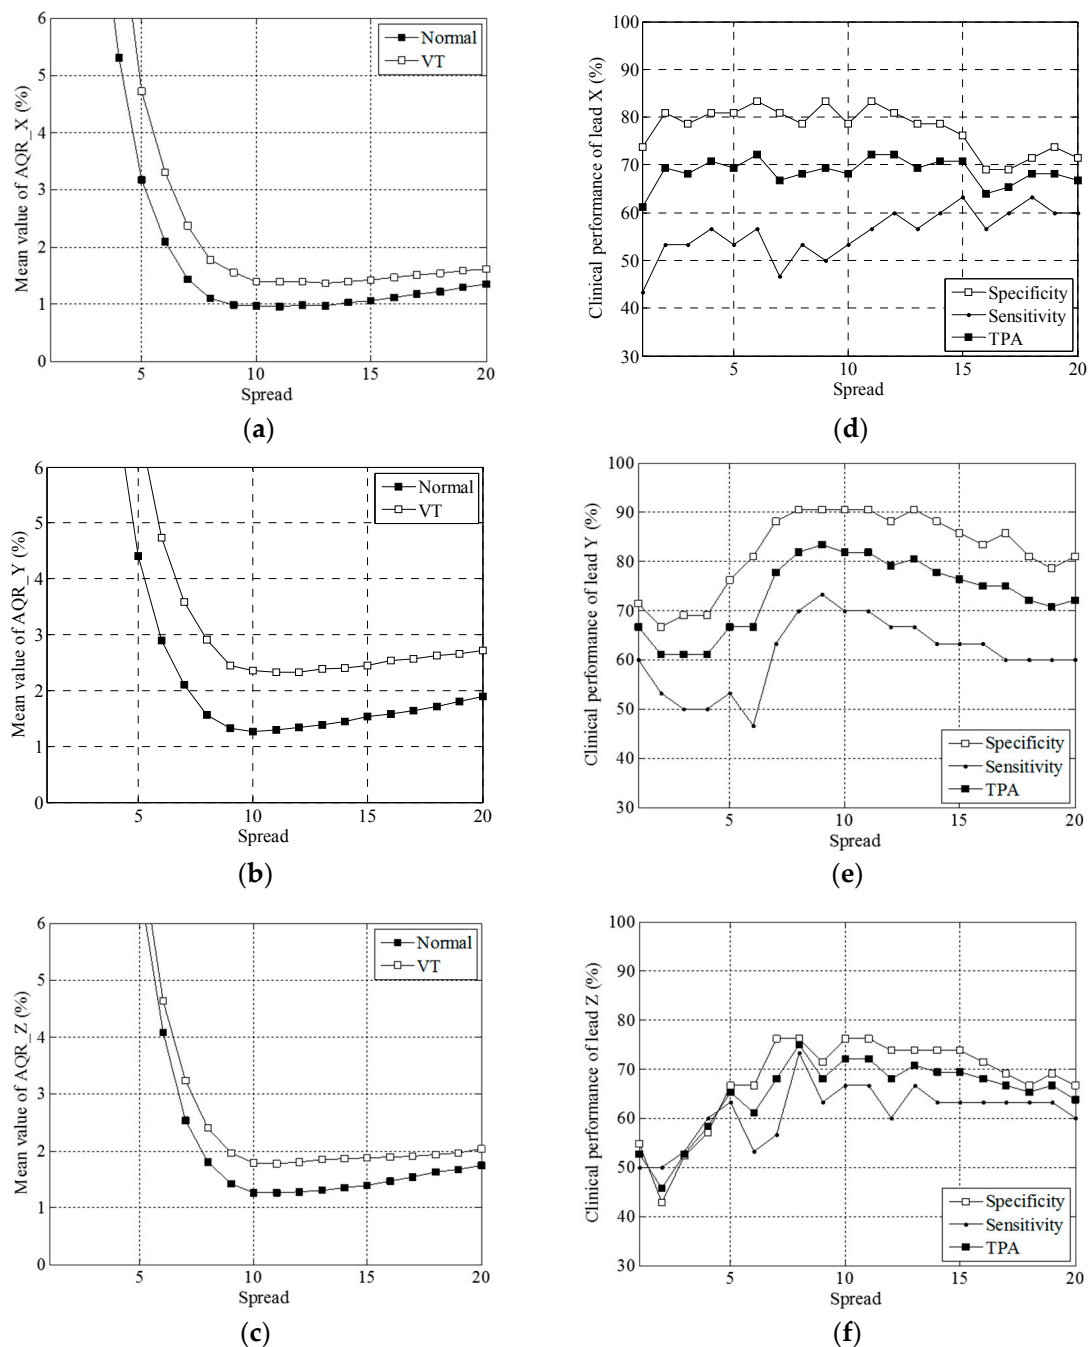 Mean value of AQR_X (%)
6
5
4
3
2
1
0
5
10
15
20
Spread
Normal
VT
(a)
Clinical performance of lead X (%)
100
90
80
70
60
50
40
30
5
10
15
20
Spread
Specificity
Sensitivity
TPA
(d)
Mean value of AQR_Y (%)
6
5
4
3
2
1
0
5
10
15
20
Spread
Normal
VT
(b)
Clinical performance of lead Y (%)
100
90
80
70
60
50
40
30
5
10
15
20
Spread
Specificity
Sensitivity
TPA
(e)
Mean value of AQR_Z (%)
6
5
4
3
2
1
0
5
10
15
20
Spread
Normal
VT
(c)
Clinical performance of lead Z (%)
100
90
80
70
60
50
40
30
5
10
15
20
Spread
Specificity
Sensitivity
TPA
(f)